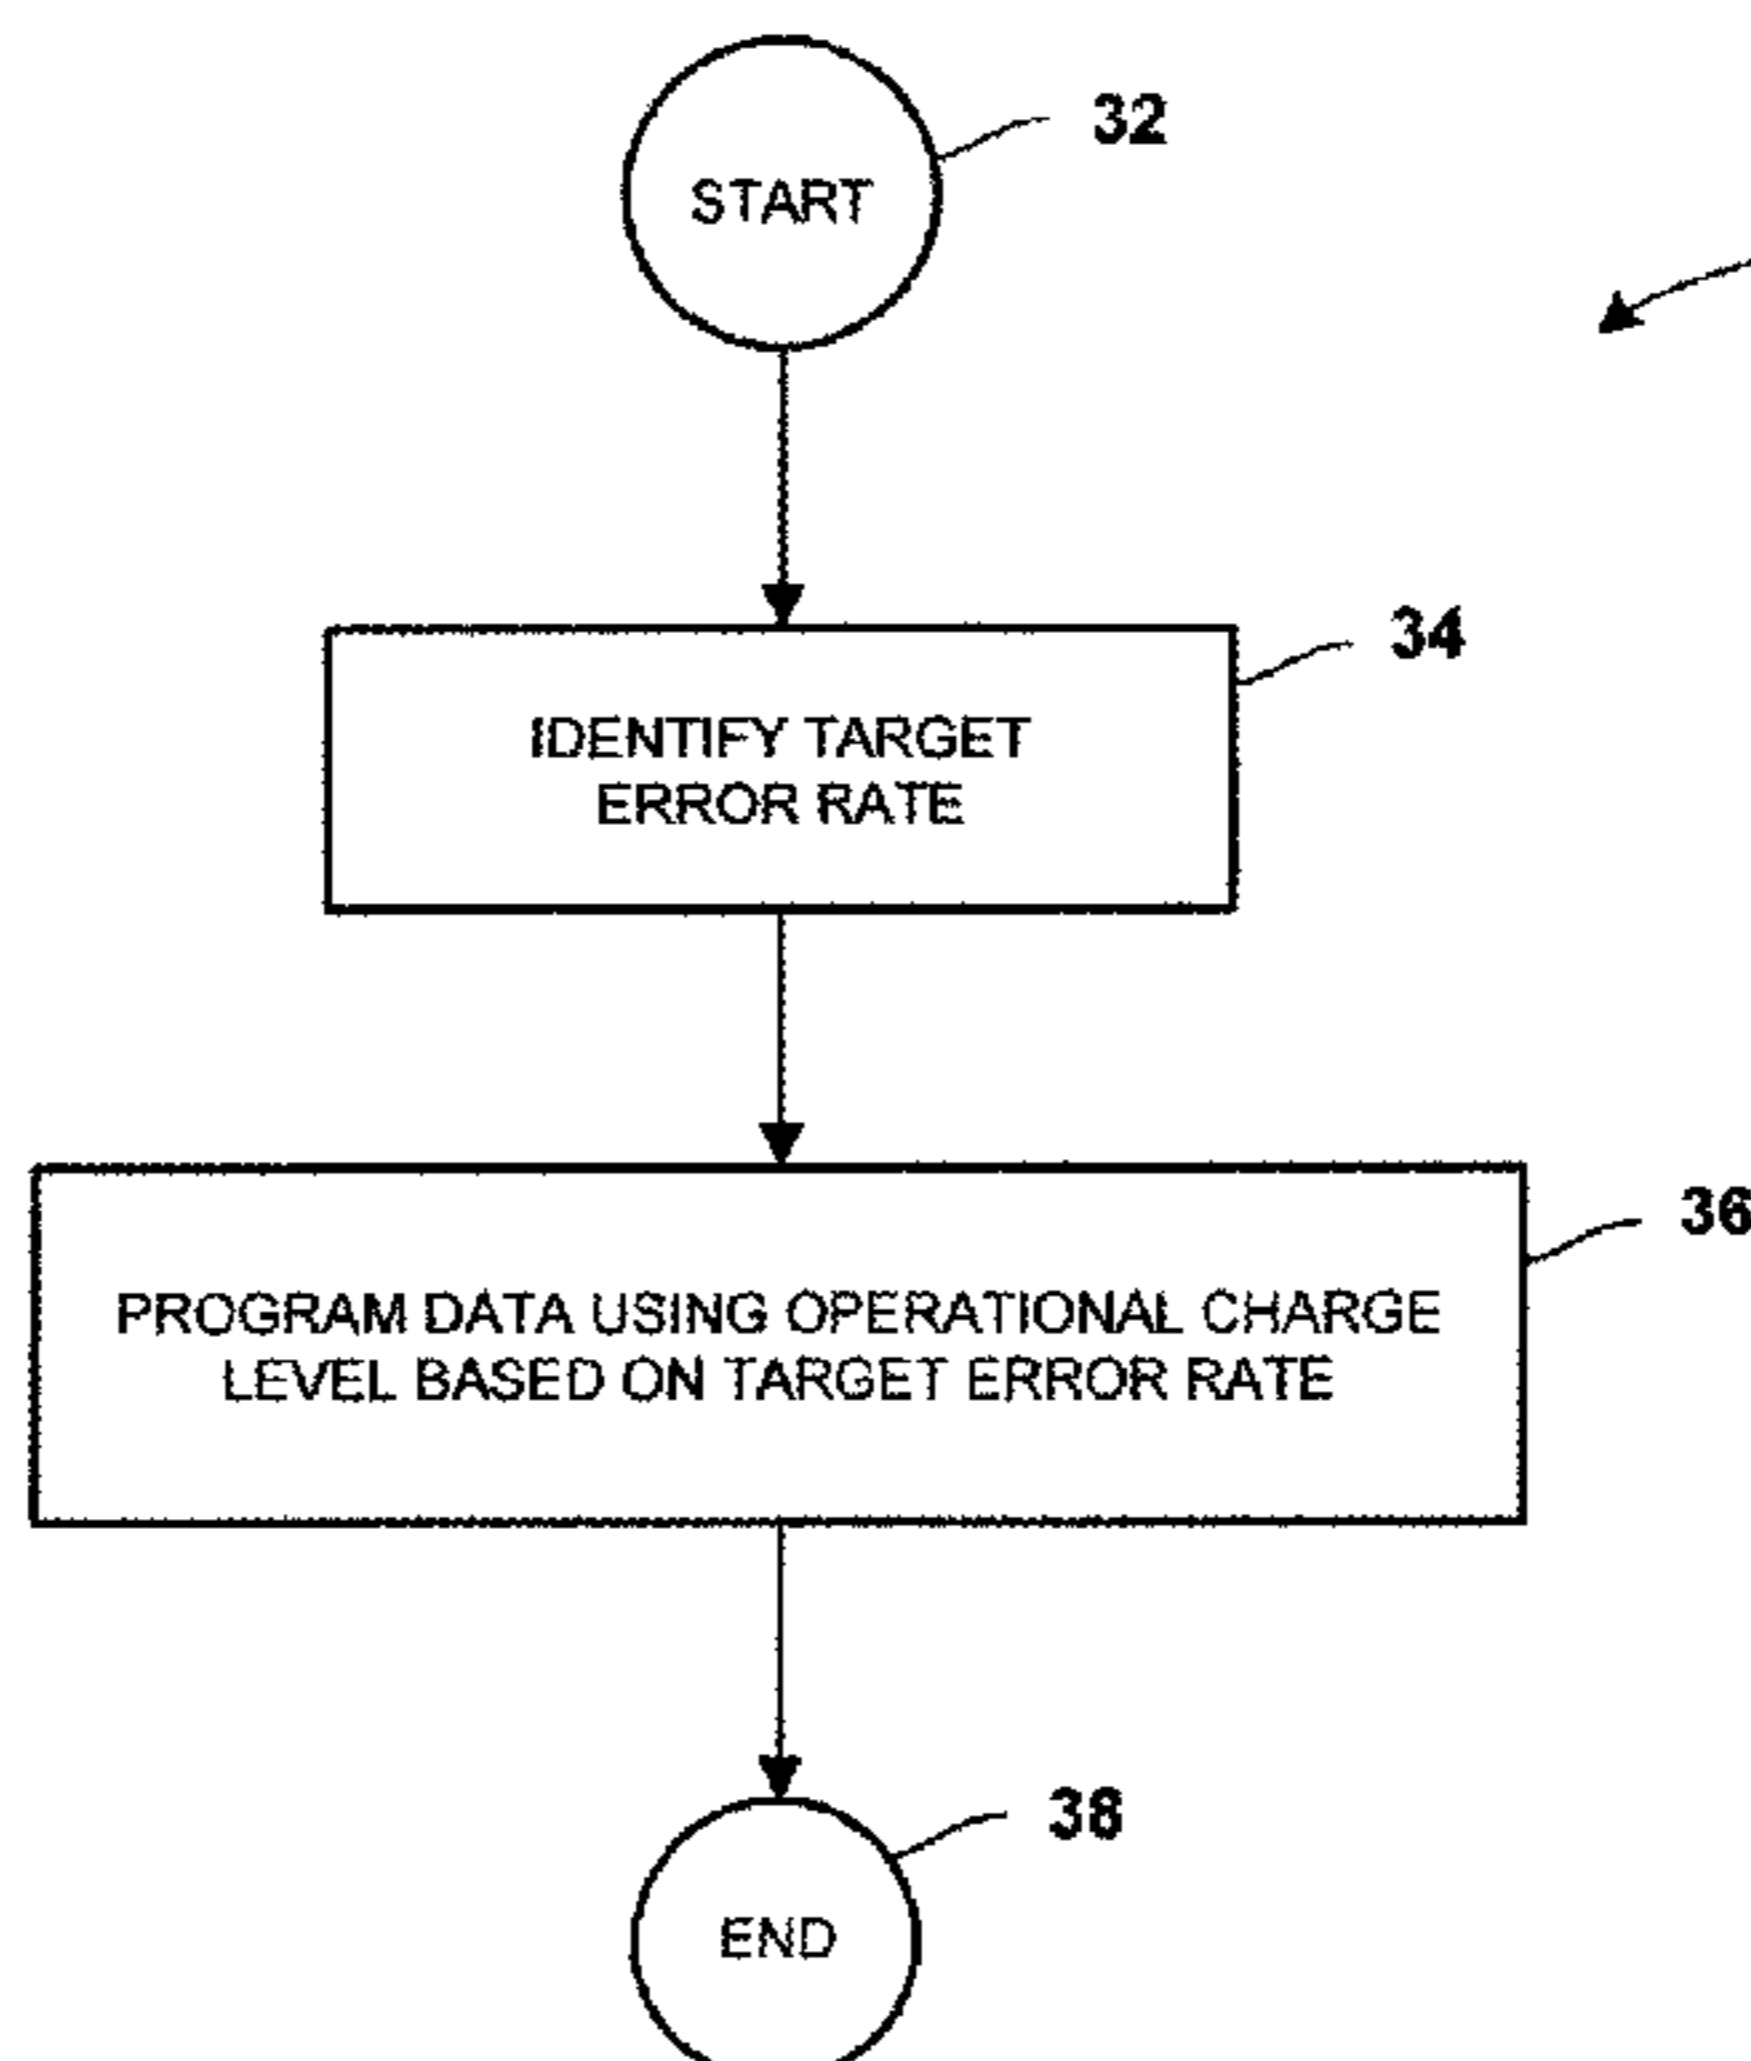 32
START
34
IDENTIFY TARGET
ERROR RATE
36
PROGRAM DATA USING OPERATIONAL CHARGE
LEVEL BASED ON TARGET ERROR RATE
38
END